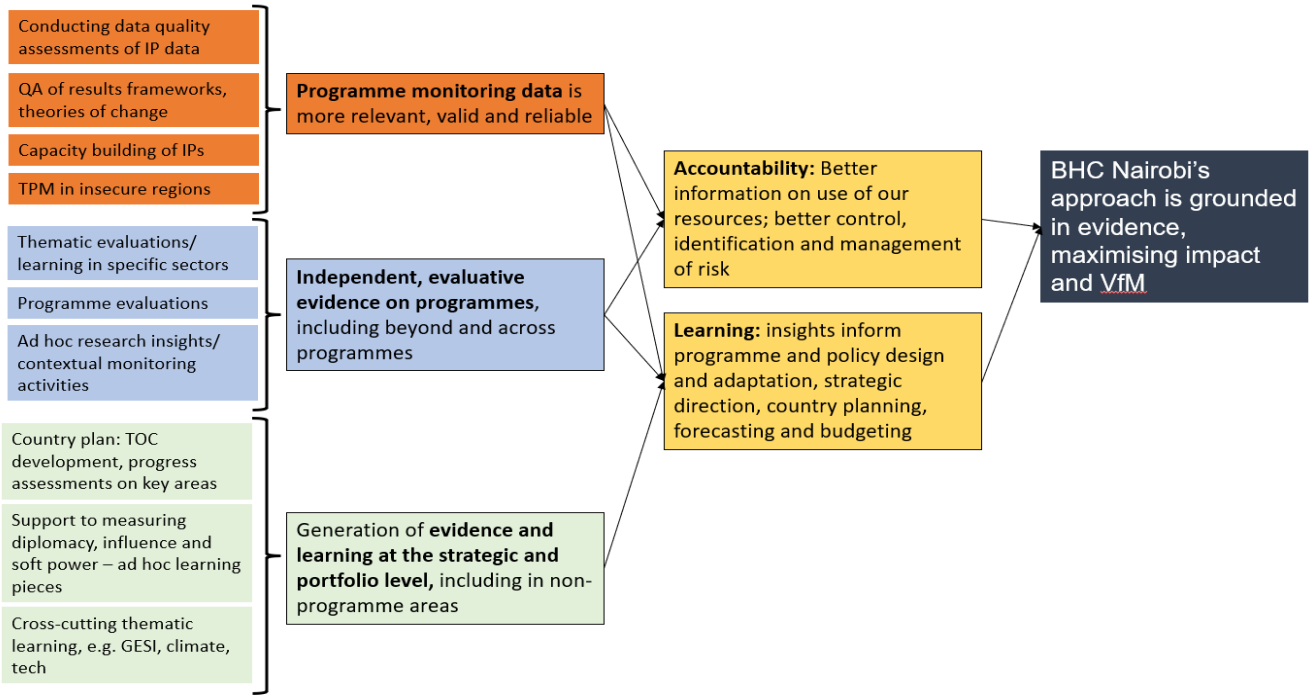 Conducting data quality
assessments of IP data
QA of results frameworks,
theories of change
Capacity building of IPs
TPM in insecure regions
Programme monitoring data is
more relevant, valid and reliable
Thematic evaluations/
learning in specific sectors
Programme evaluations
Ad hoc research insights/
contextual monitoring
activities
Independent, evaluative
evidence on programmes,
including beyond and across
programmes
Country plan: TOC
development, progress
assessments on key areas
Support to measuring
diplomacy, influence and
soft power – ad hoc learning
pieces
Cross-cutting thematic
learning, e.g. GESI, climate,
tech
Generation of evidence and
learning at the strategic and
portfolio level, including in non-
programme areas
Accountability: Better
information on use of our
resources; better control,
identification and management
of risk
Learning: insights inform
programme and policy design
and adaptation, strategic
direction, country planning,
forecasting and budgeting
BHC Nairobi's
approach is grounded
in evidence,
maximising impact
and VfM